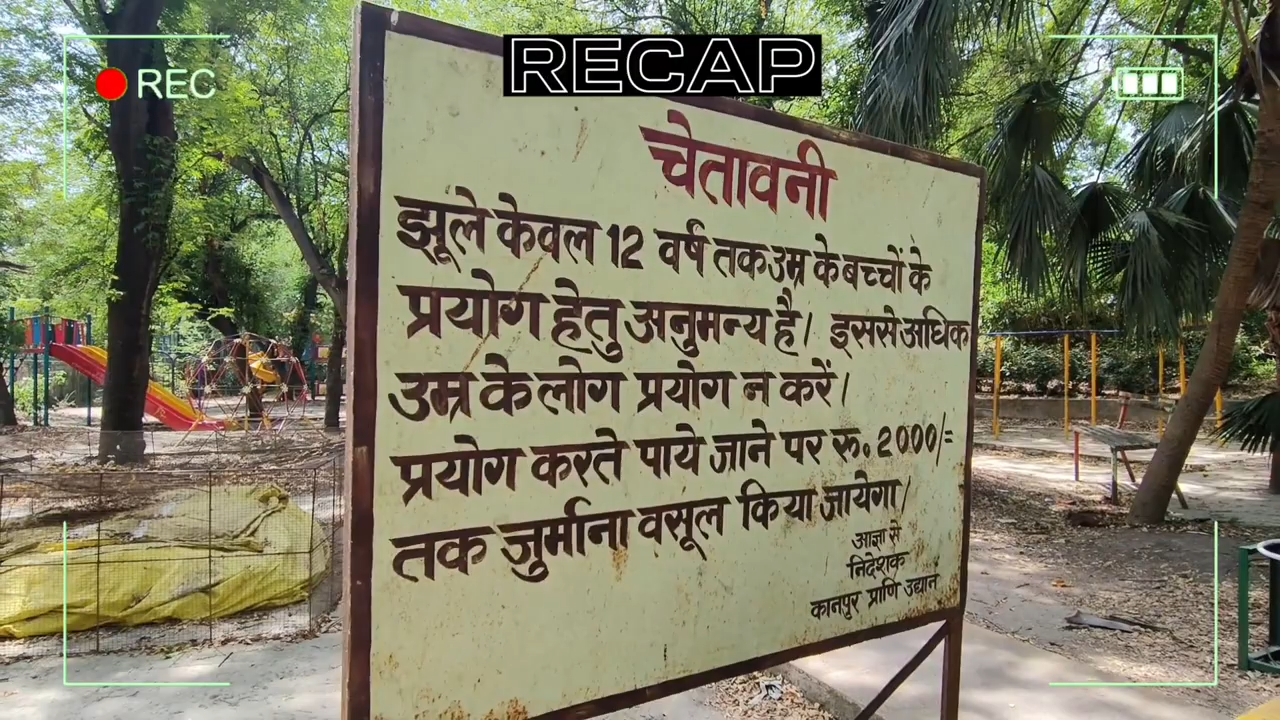 RECAP
REC
चेतावनी
झूले केवल 12 वर्ष तक उम्र के बच्चों के
प्रयोग हेतु अनुमन्य है। इससे अधिक
उम्र के लोग प्रयोग न करें।
प्रयोग करते पाये जाने पर रू. 2000/=
तक जुर्माना वसूल किया जायेगा।
आज्ञा से
निदेशक
कानपुर प्राणि उद्यान